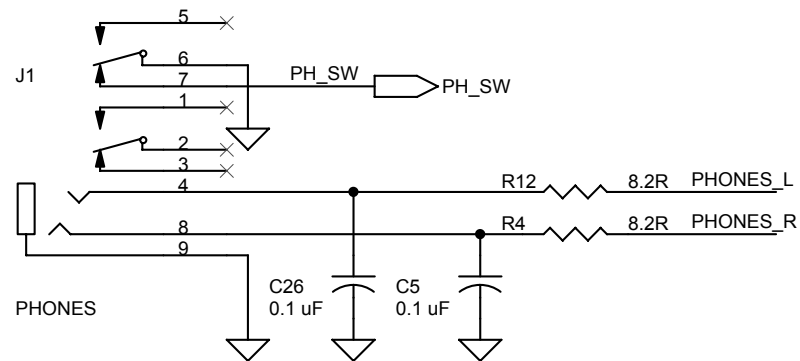 5
6
J1
7
PH_SW
PH_SW
1
2
3
4
R12
8.2R
PHONES_L
8
R4
8.2R
PHONES_R
9
C26
0.1 uF
C5
0.1 uF
PHONES